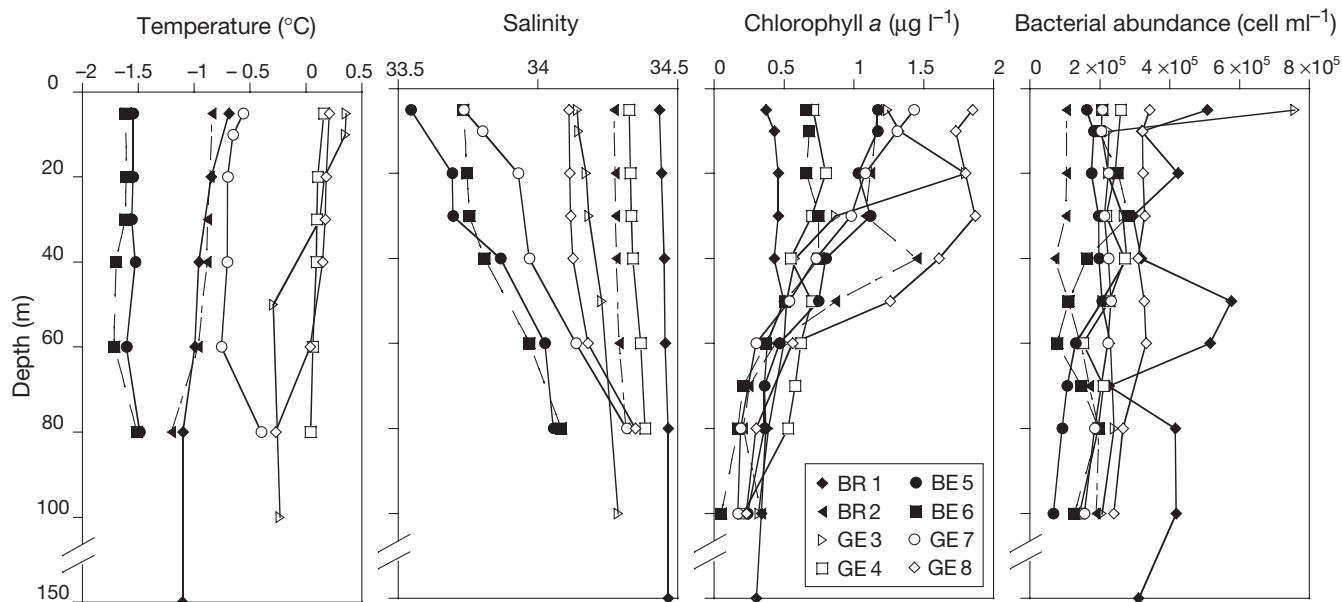 Temperature (°C) Salinity Chlorophyll a (µg l⁻¹) Bacterial abundance (cell ml⁻¹)
−2 −1.5 −1 −0.5 0 0.5
33.5 34 34.5
0 0.5 1 1.5 2
0 2×10⁵ 4×10⁵ 6×10⁵ 8×10⁵
Depth (m)
0
20
40
60
80
100
150
BR 1 BE 5
BR 2 BE 6
GE 3 GE 7
GE 4 GE 8